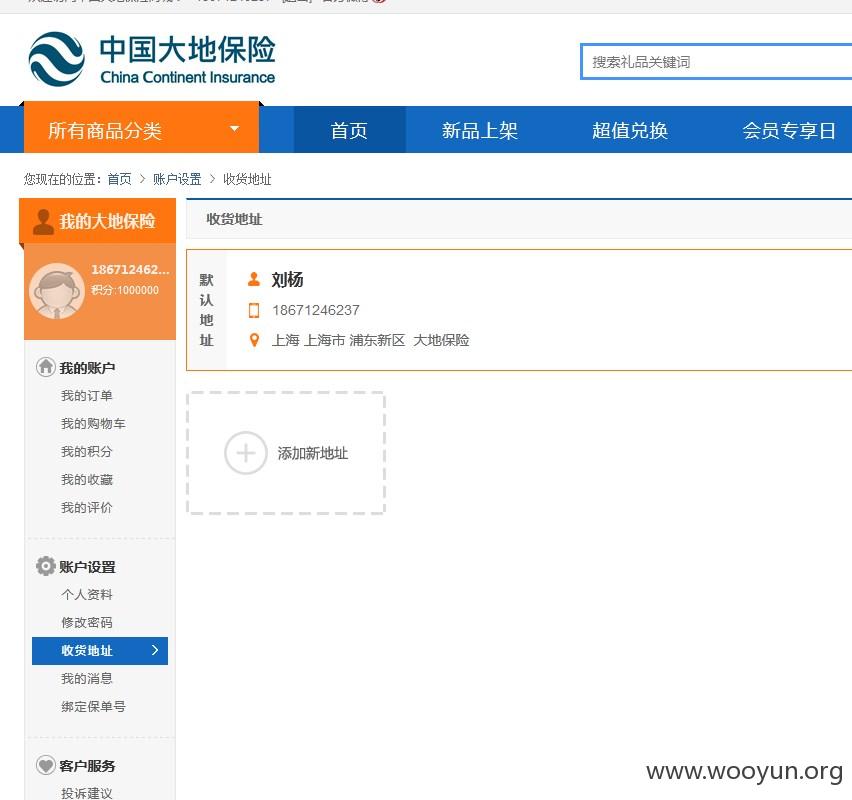 中国大地保险
China Continent Insurance
搜索礼品关键词
所有商品分类
首页
新品上架
超值兑换
会员专享日
您现在的位置：首页 > 账户设置 > 收货地址
我的大地保险
186712462...
积分:1000000
我的账户
我的订单
我的购物车
我的积分
我的收藏
我的评价
账户设置
个人资料
修改密码
收货地址
我的消息
绑定保单号
客户服务
投诉建议
收货地址
默认地址
刘杨
18671246237
上海 上海市 浦东新区 大地保险
添加新地址
www.wooyun.org